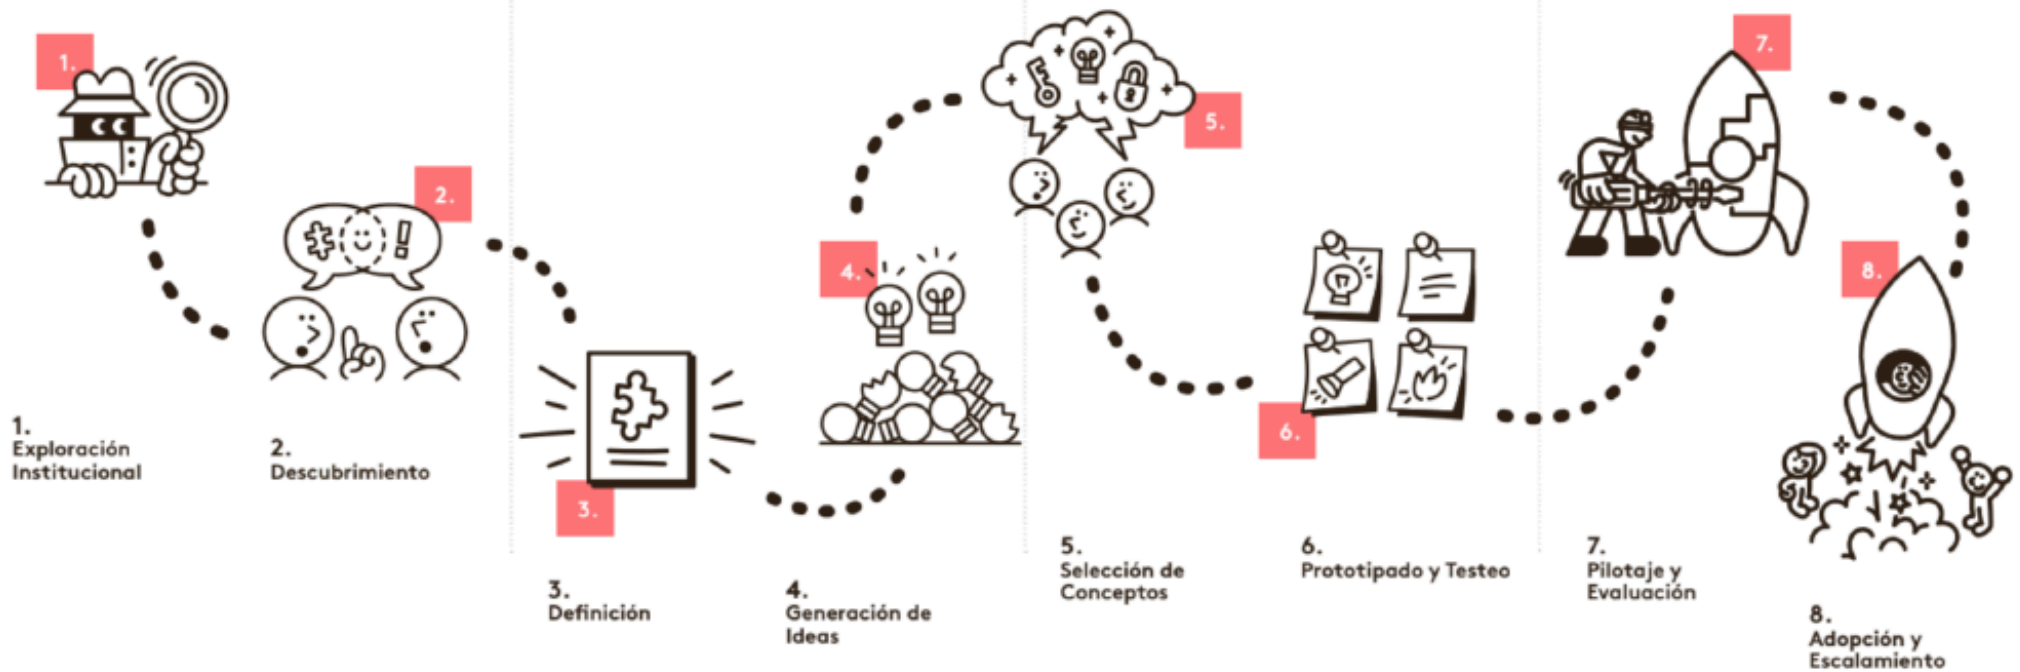 1.
2.
3.
4.
5.
6.
7.
8.
1.
Exploración
Institucional
2.
Descubrimiento
3.
Definición
4.
Generación de
Ideas
5.
Selección de
Conceptos
6.
Prototipado y Testeo
7.
Pilotaje y
Evaluación
8.
Adopción y
Escalamiento